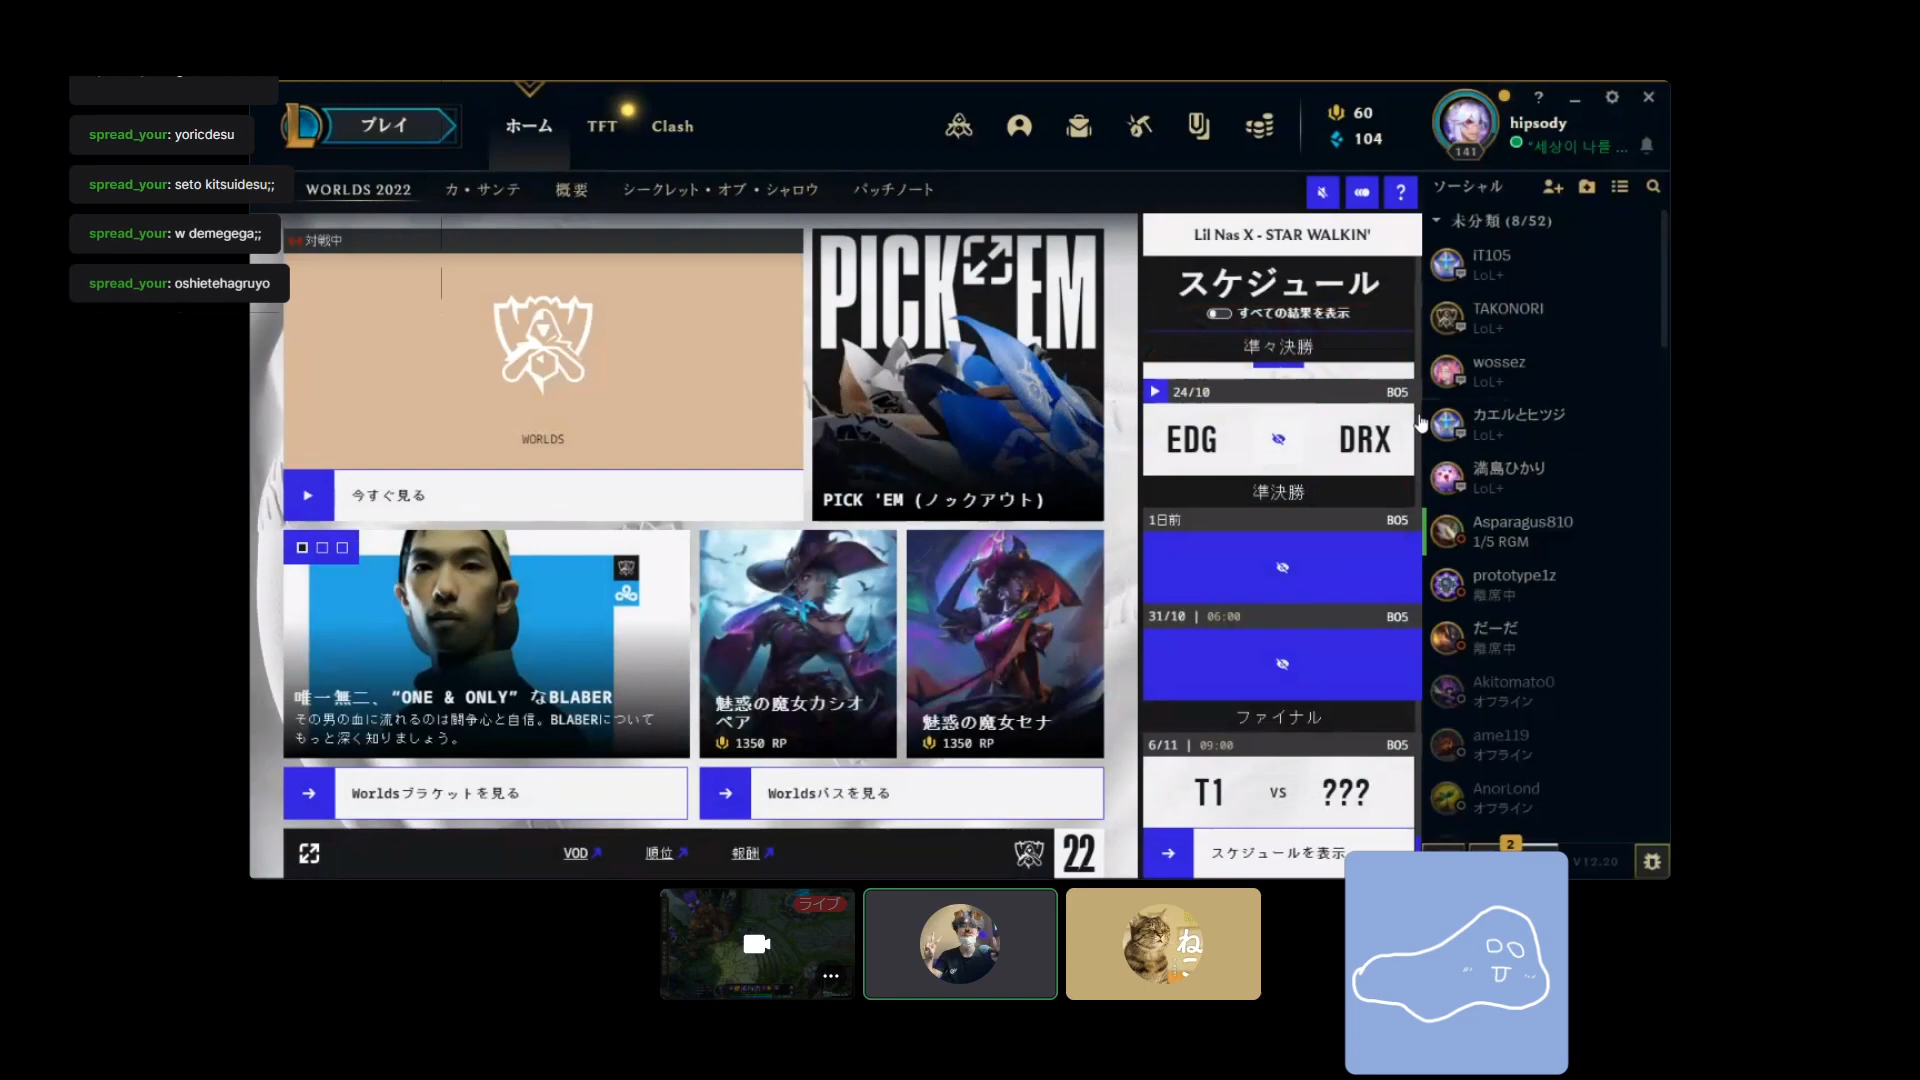 spread_your: yoricdesu
spread_your: seto kitsuidesu;;
spread_your: w demegega;;
spread_your: oshietehagruyo
プレイ
ホーム
TFT
Clash
60
104
141
hipsody
"세상이 나를 ...
WORLDS 2022
カ・サンテ
概要
シークレット・オブ・シャロウ
パッチノート
?
?
対戦中
WORLDS
今すぐ見る
PICK'EM
PICK 'EM (ノックアウト)
唯一無二、“ONE & ONLY” なBLABER
その男の血に流れるのは闘争心と自信。BLABERについて
もっと深く知りましょう。
魅惑の魔女カシオ
ペア
1350 RP
魅惑の魔女セナ
1350 RP
Worldsブラケットを見る
Worldsパスを見る
VOD
順位
報酬
22
Lil Nas X - STAR WALKIN'
スケジュール
すべての結果を表示
準々決勝
24/10
BO5
EDG
DRX
準決勝
1日前
BO5
31/10 | 06:00
BO5
ファイナル
6/11 | 09:00
BO5
T1
VS
???
スケジュールを表示
ソーシャル
未分類 (8/52)
iT105
LoL+
TAKONORI
LoL+
wossez
LoL+
カエルとヒツジ
LoL+
満島ひかり
LoL+
Asparagus810
1/5 RGM
prototype1z
離席中
だーだ
離席中
Akitomato0
オフライン
ame119
オフライン
AnorLond
オフライン
2
V12.20
ライブ
ねこ